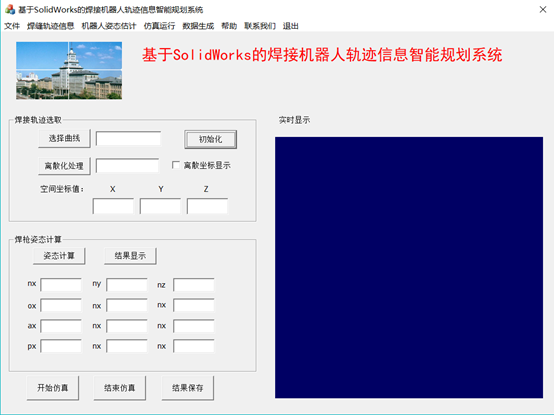 基于SolidWorks的焊接机器人轨迹信息智能规划系统
文件 焊缝轨迹信息 机器人姿态估计 仿真运行 数据生成 帮助 联系我们 退出
基于SolidWorks的焊接机器人轨迹信息智能规划系统
焊接轨迹选取
实时显示
选择曲线 初始化
离散化处理 离散坐标显示
空间坐标值: X Y Z
焊枪姿态计算
姿态计算 结果显示
nx ny nz
ox nx nx
ax nx nx
px nx nx
开始仿真 结束仿真 结果保存